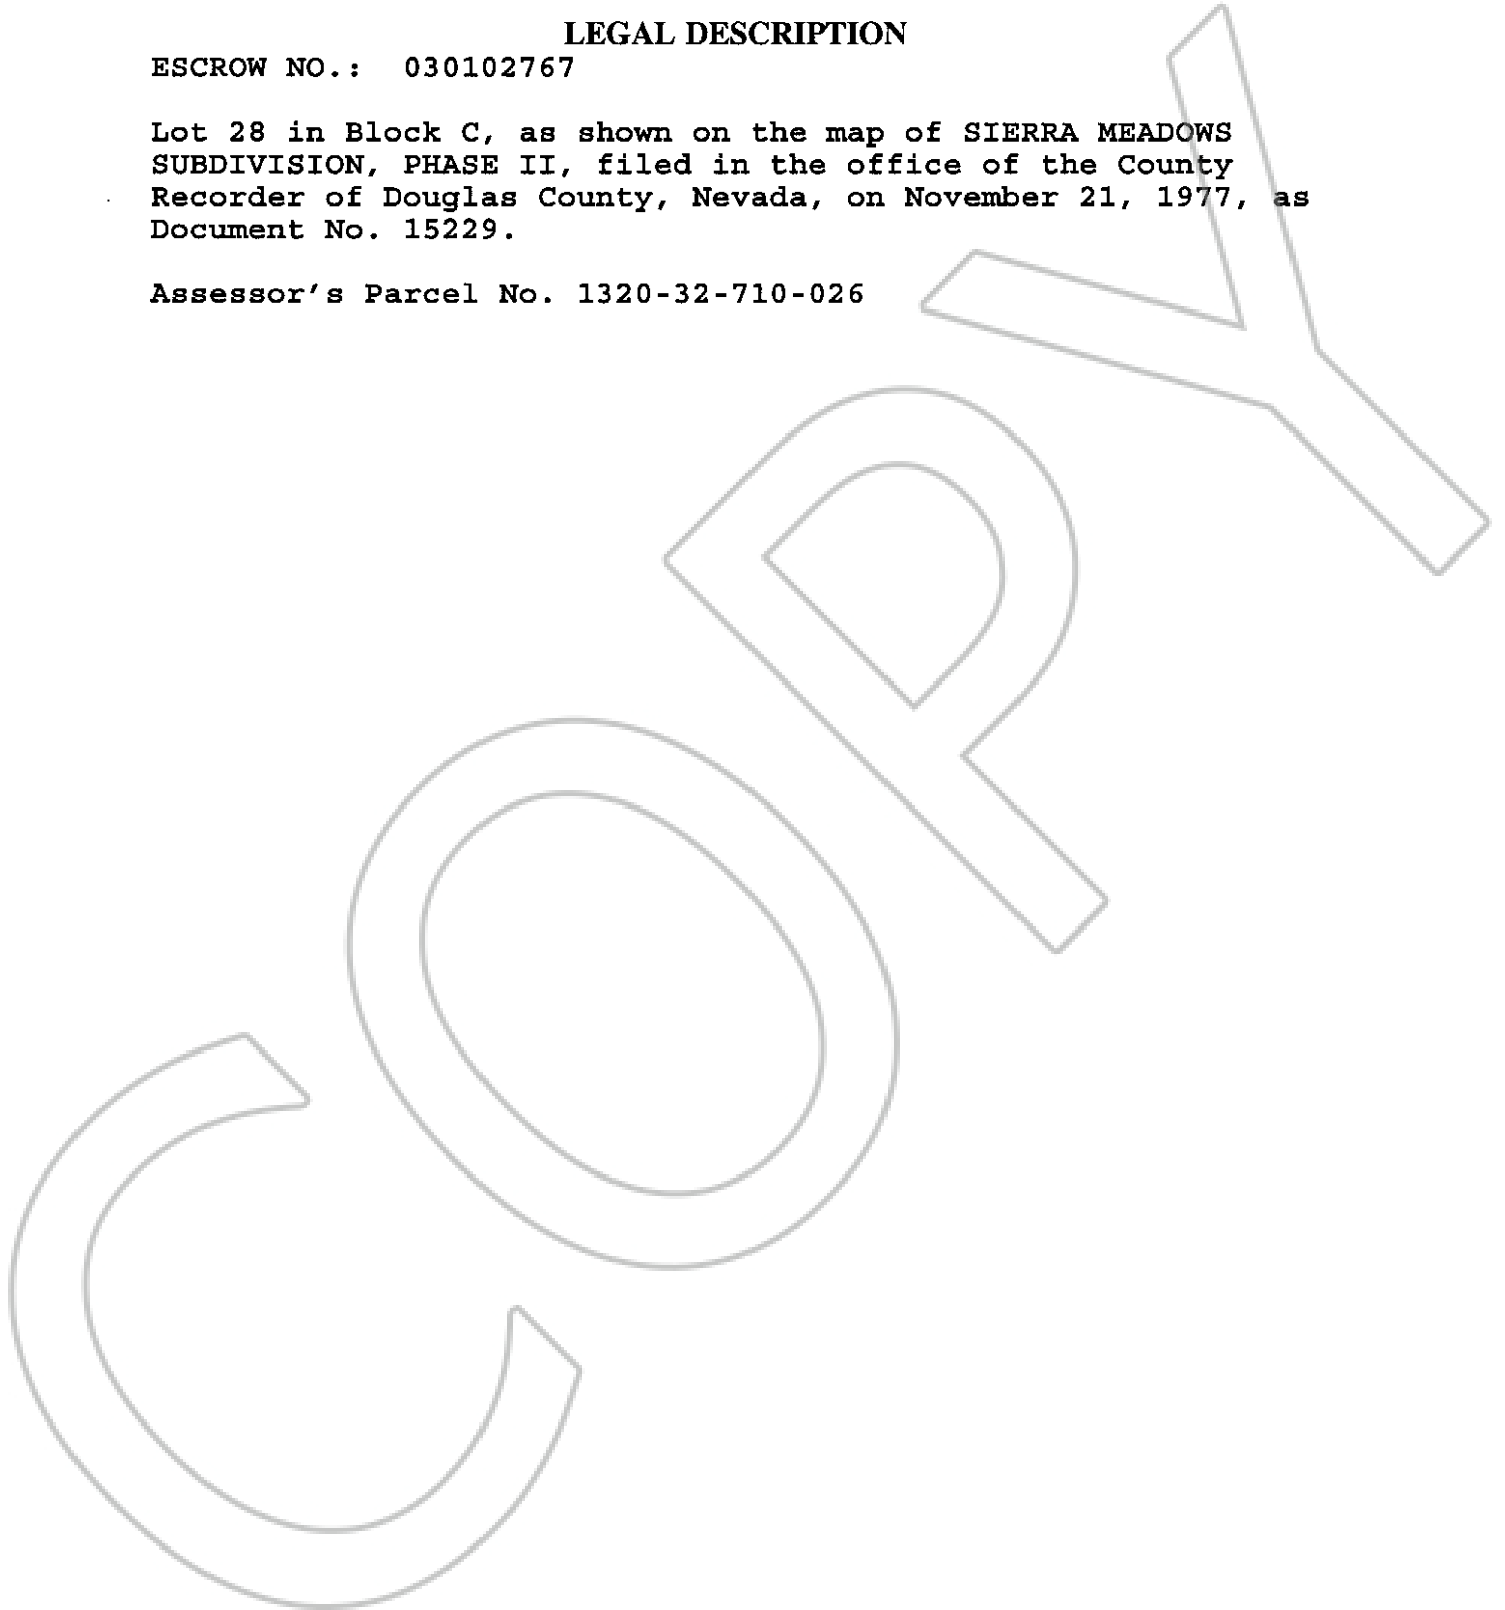 LEGAL DESCRIPTION
ESCROW NO.: 030102767
Lot 28 in Block C, as shown on the map of SIERRA MEADOWS
SUBDIVISION, PHASE II, filed in the office of the County
Recorder of Douglas County, Nevada, on November 21, 1977, as
Document No. 15229.
Assessor's Parcel No. 1320-32-710-026
COPY